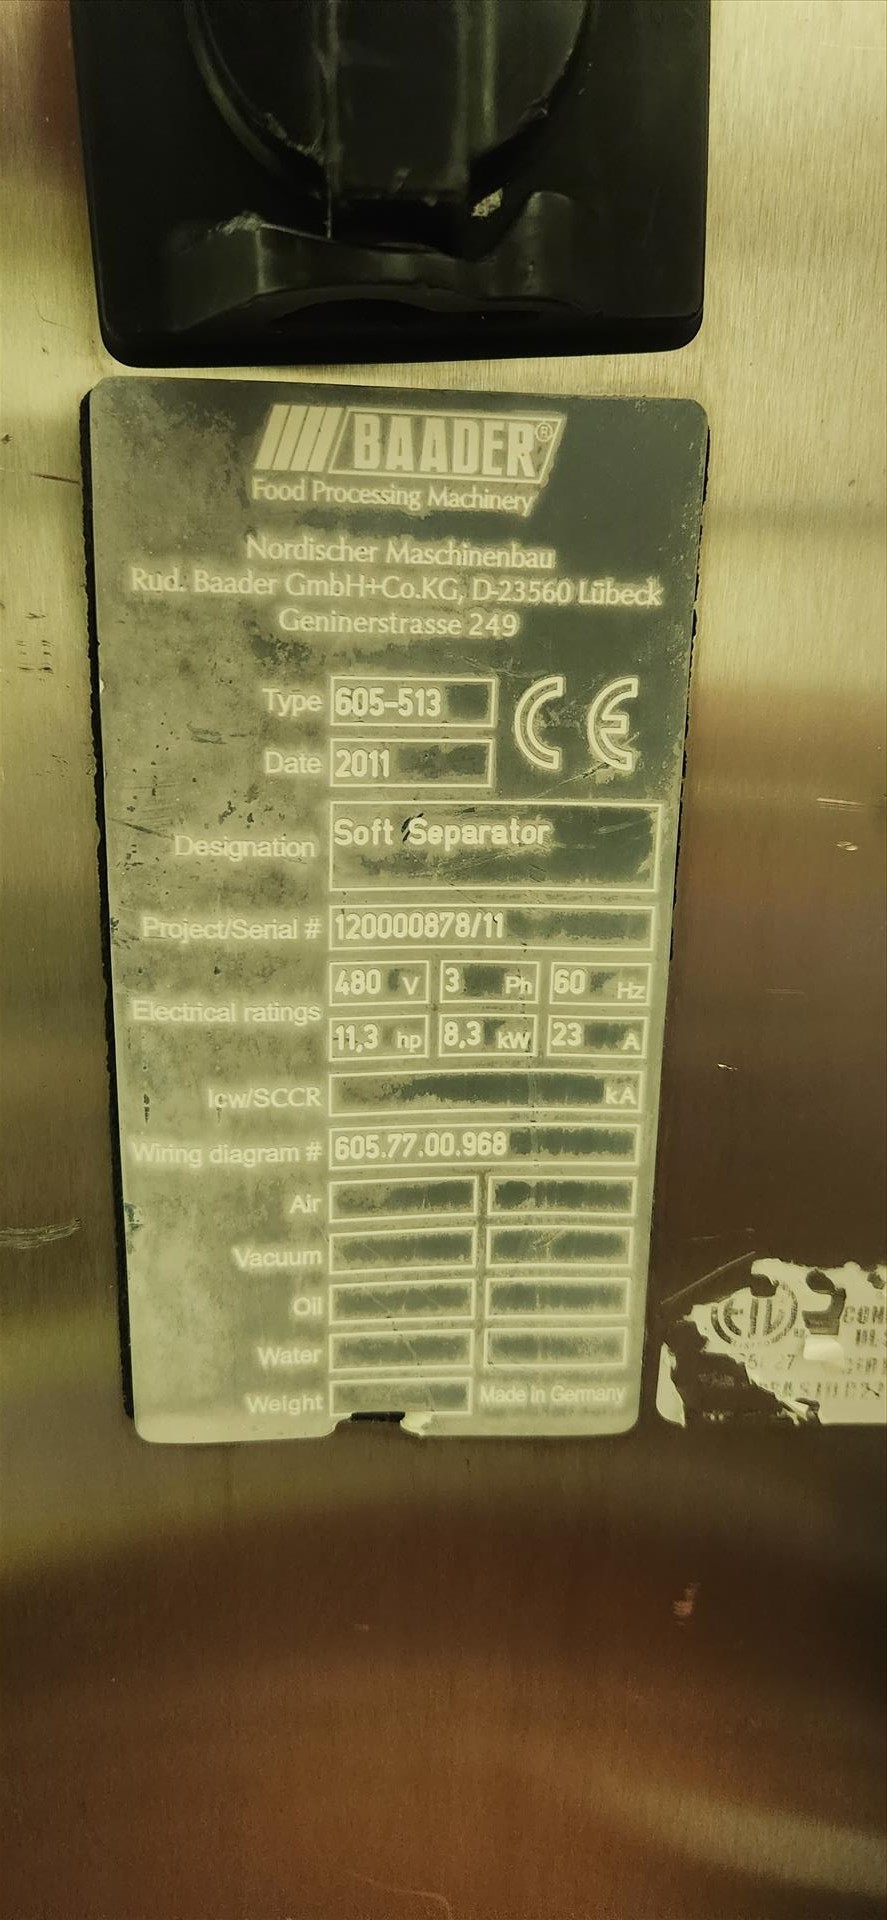 BAADER®
Food Processing Machinery
Nordischer Maschinenbau
Rud. Baader GmbH+Co.KG, D-23560 Lübeck
Geninerstrasse 249
Type 605-513 CE
Date 2011
Designation Soft Separator
Project/Serial # 120000878/11
Electrical ratings 480 V 3 Ph 60 Hz
11,3 hp 8,3 kW 23 A
Icw/SCCR kA
Wiring diagram # 605.77.00.968
Air
Vacuum
Oil
Water
Weight Made in Germany
ETL